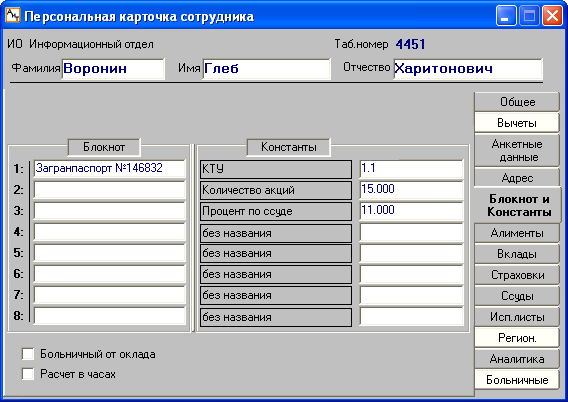 Персональная карточка сотрудника
ИО Информационный отдел Таб.номер 4451
Фамилия Воронин Имя Глеб Отчество Харитонович
Общее
Вычеты
Анкетные
данные
Адрес
Блокнот и
Константы
Алименты
Вклады
Страховки
Ссуды
Исп.листы
Регион.
Аналитика
Больничные
Блокнот Константы
1: Загранпаспорт №146832 КТУ 1.1
2: Количество акций 15.000
3: Процент по ссуде 11.000
4: без названия
5: без названия
6: без названия
7: без названия
8: без названия
Больничный от оклада
Расчет в часах